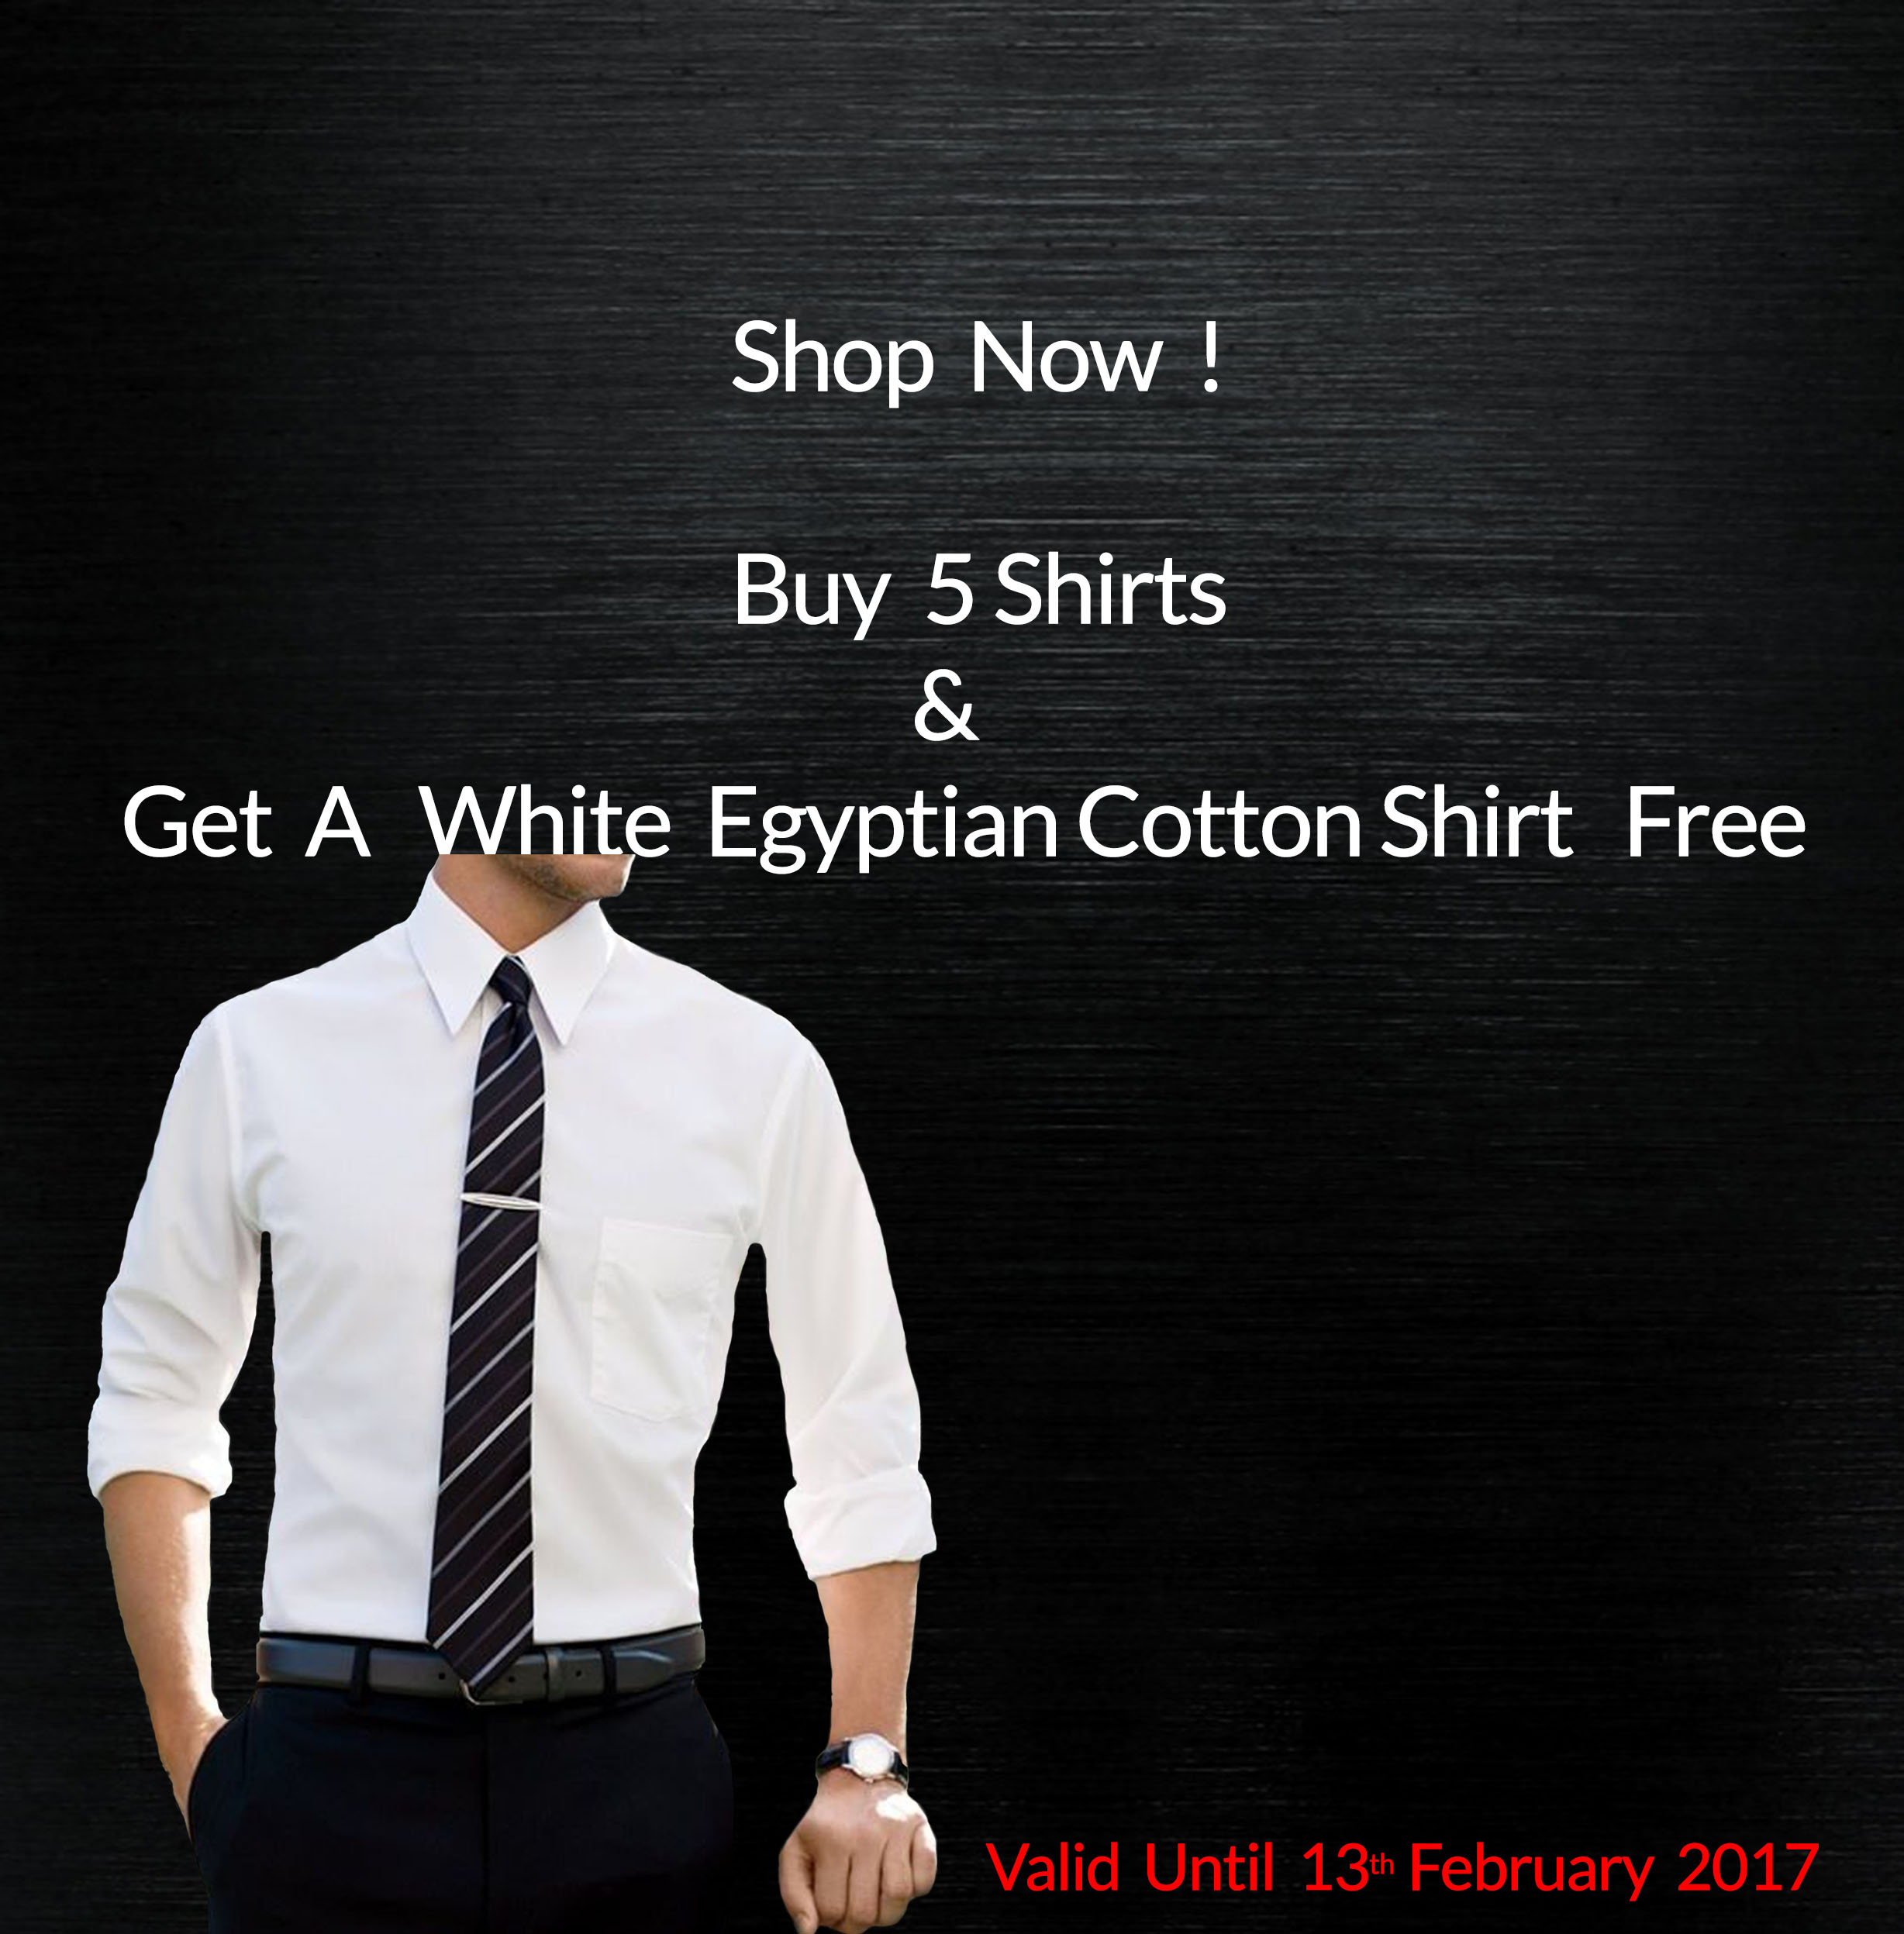 Shop Now !
Buy 5 Shirts
&
Get A White Egyptian Cotton Shirt Free
Valid Until 13th February 2017